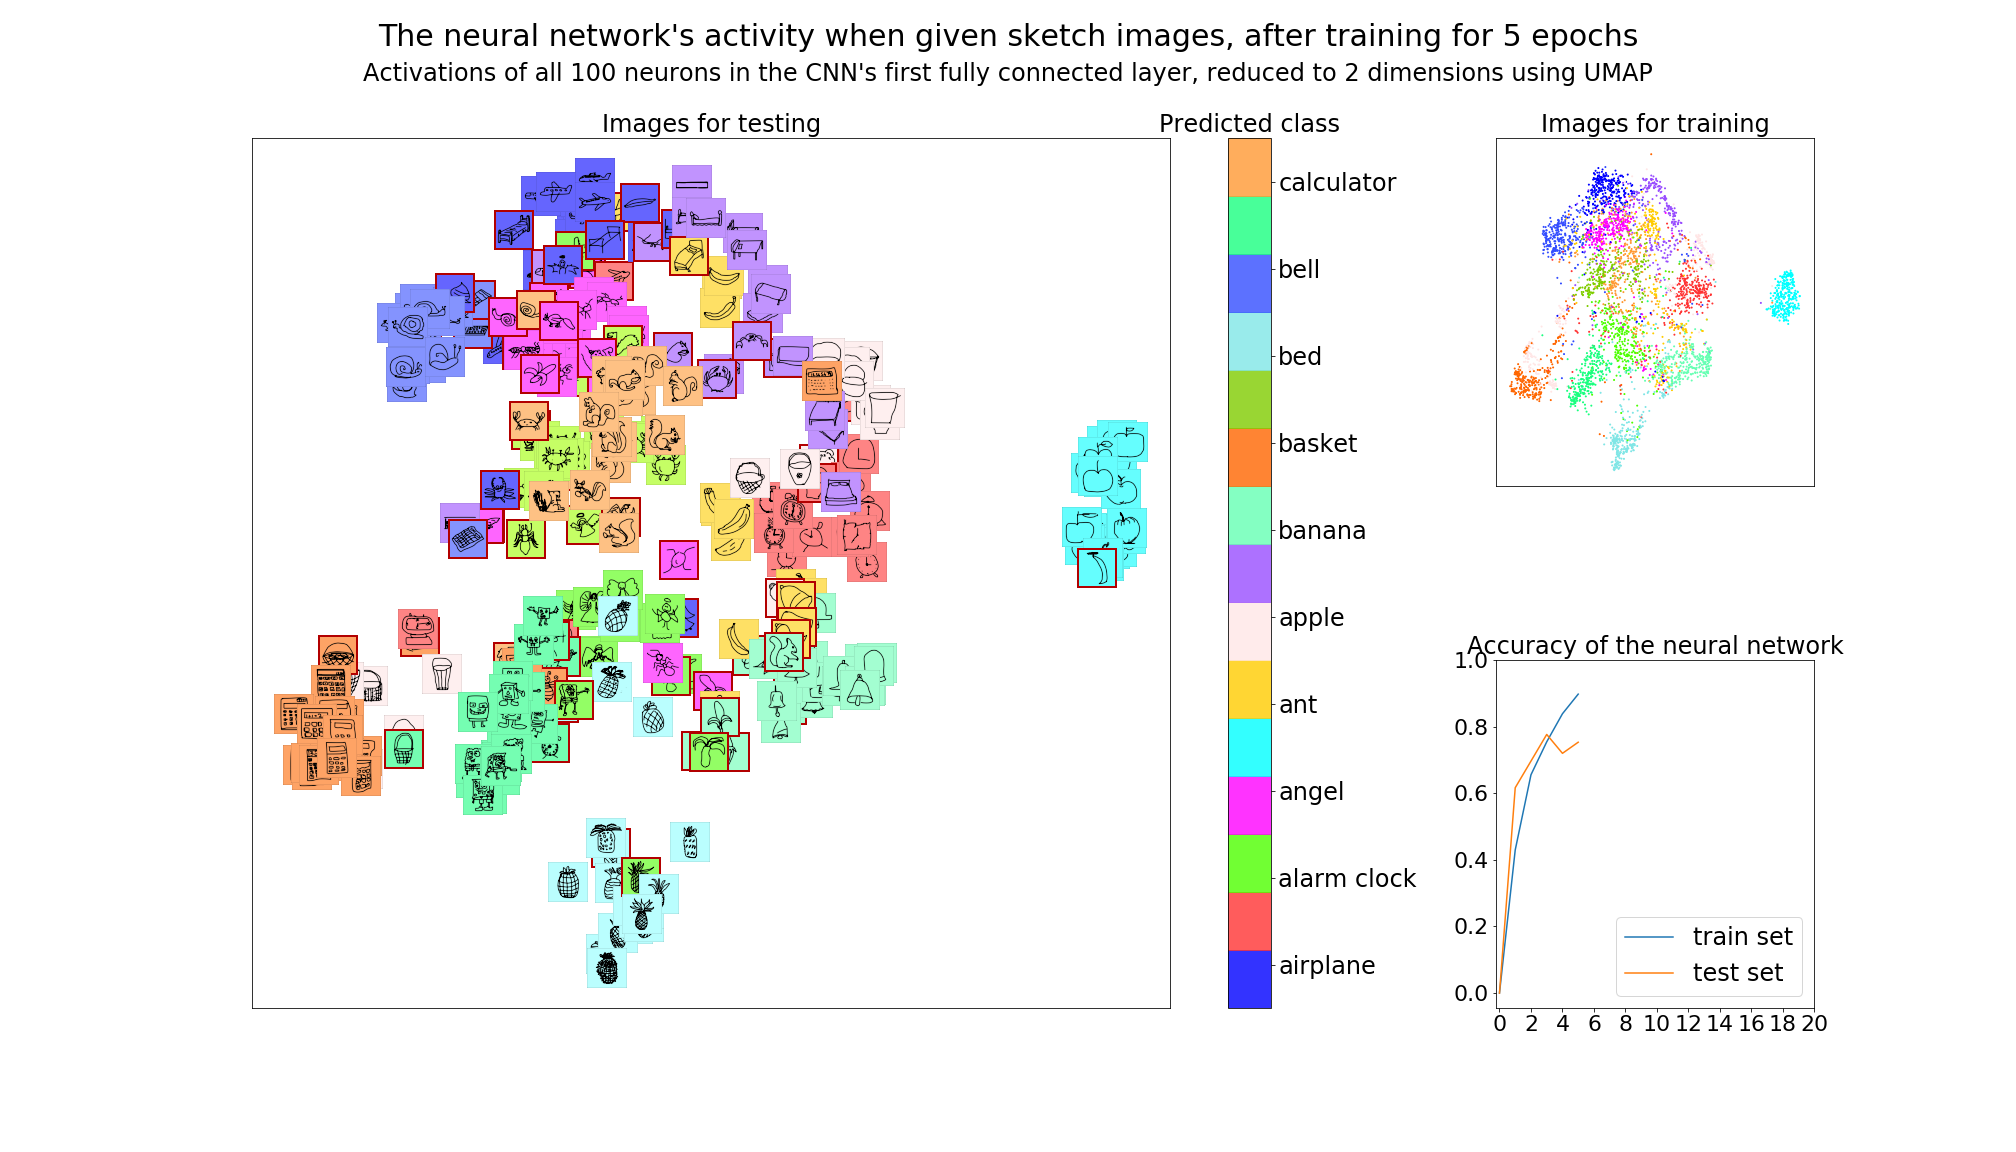 The neural network's activity when given sketch images, after training for 5 epochs
Activations of all 100 neurons in the CNN's first fully connected layer, reduced to 2 dimensions using UMAP
Images for testing
Predicted class
calculator
bell
bed
basket
banana
apple
ant
angel
alarm clock
airplane
Images for training
Accuracy of the neural network
1.0
0.8
0.6
0.4
0.2
0.0
train set
test set
0 2 4 6 8 10 12 14 16 18 20